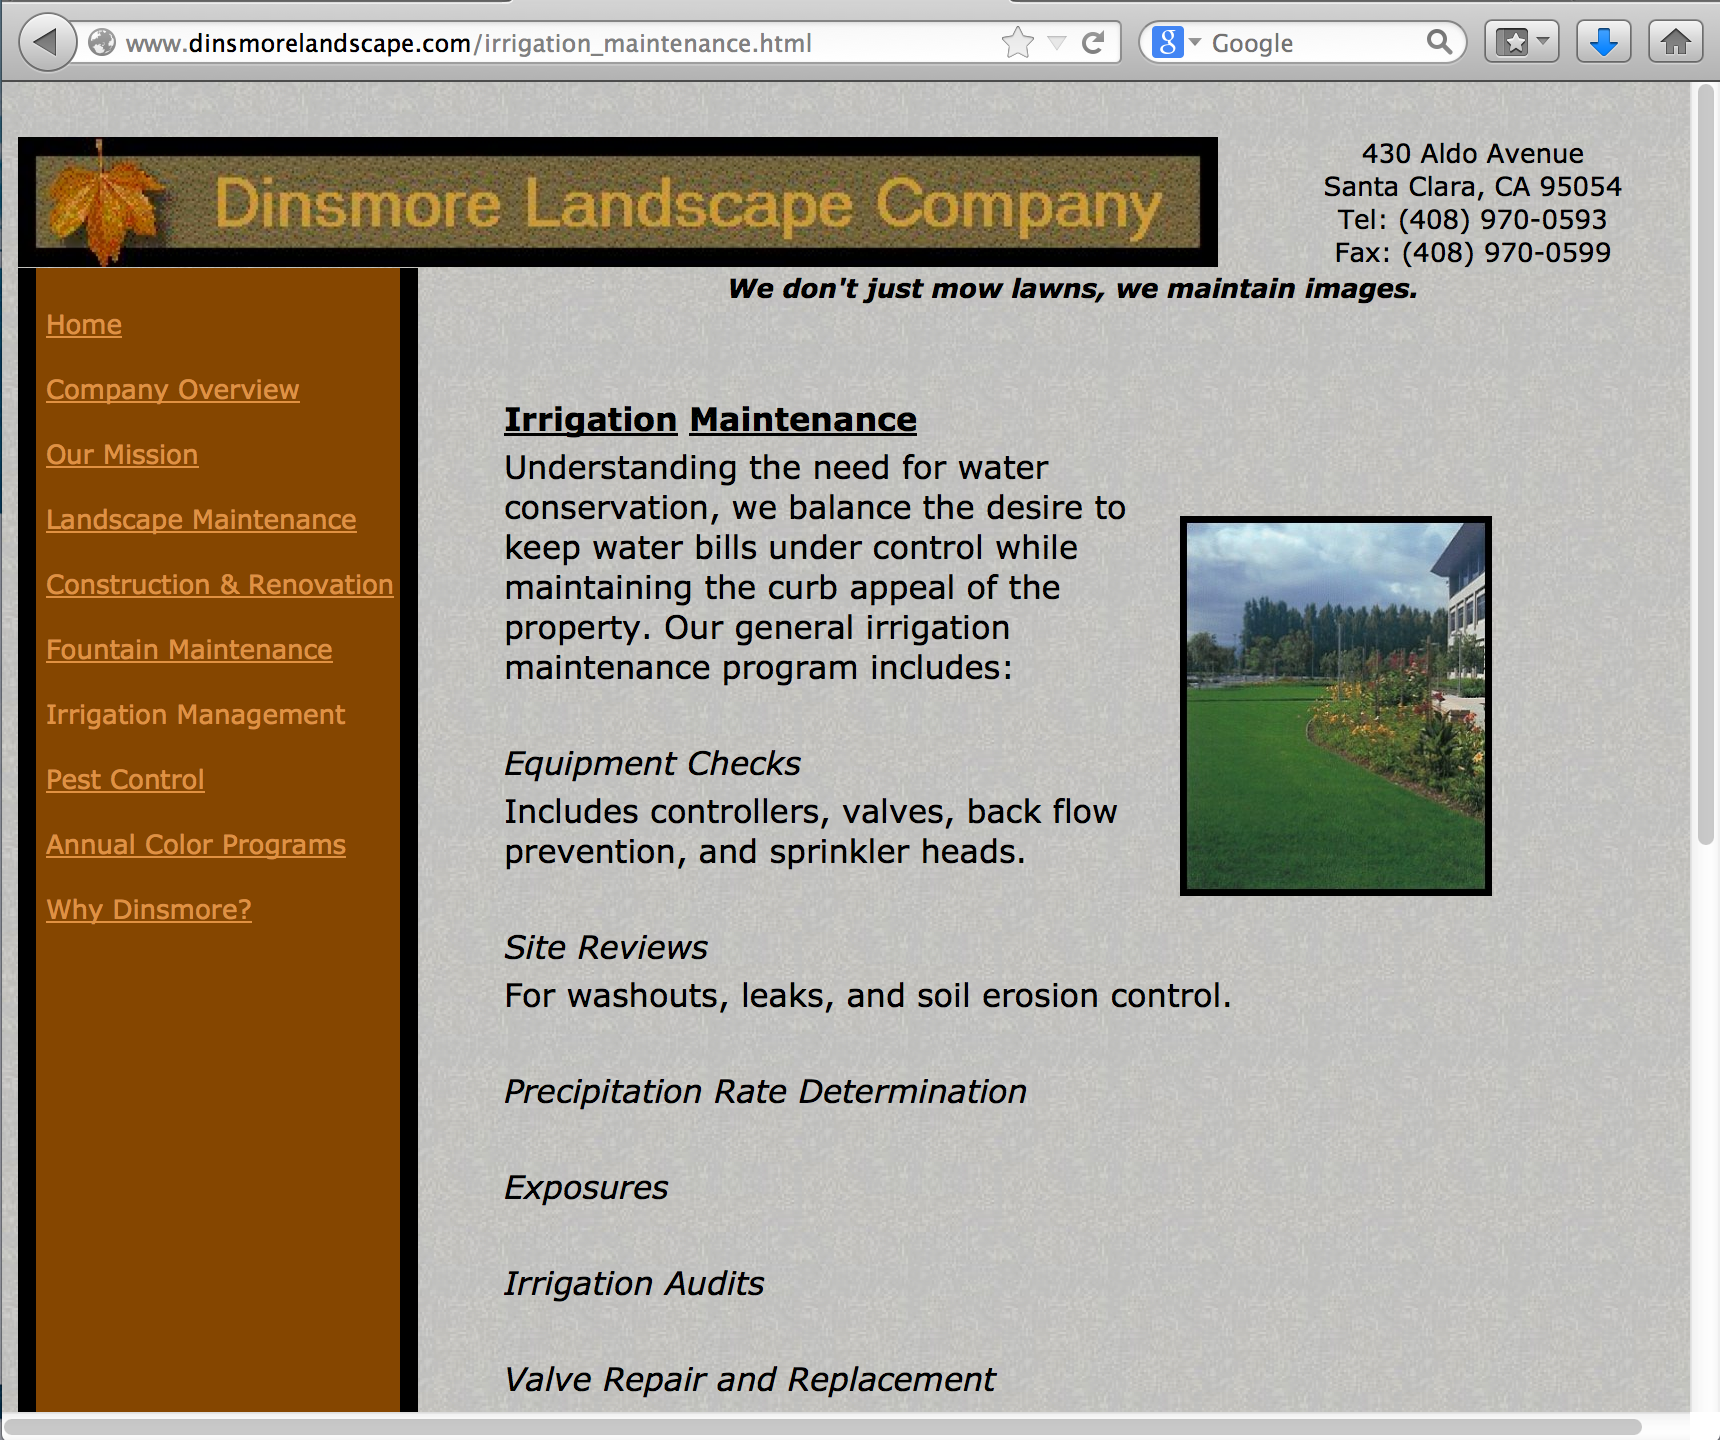 www.dinsmorelandscape.com/irrigation_maintenance.html
Google
Dinsmore Landscape Company
430 Aldo Avenue
Santa Clara, CA 95054
Tel: (408) 970-0593
Fax: (408) 970-0599
We don't just mow lawns, we maintain images.
Home
Company Overview
Our Mission
Landscape Maintenance
Construction & Renovation
Fountain Maintenance
Irrigation Management
Pest Control
Annual Color Programs
Why Dinsmore?
Irrigation Maintenance
Understanding the need for water
conservation, we balance the desire to
keep water bills under control while
maintaining the curb appeal of the
property. Our general irrigation
maintenance program includes:
Equipment Checks
Includes controllers, valves, back flow
prevention, and sprinkler heads.
Site Reviews
For washouts, leaks, and soil erosion control.
Precipitation Rate Determination
Exposures
Irrigation Audits
Valve Repair and Replacement